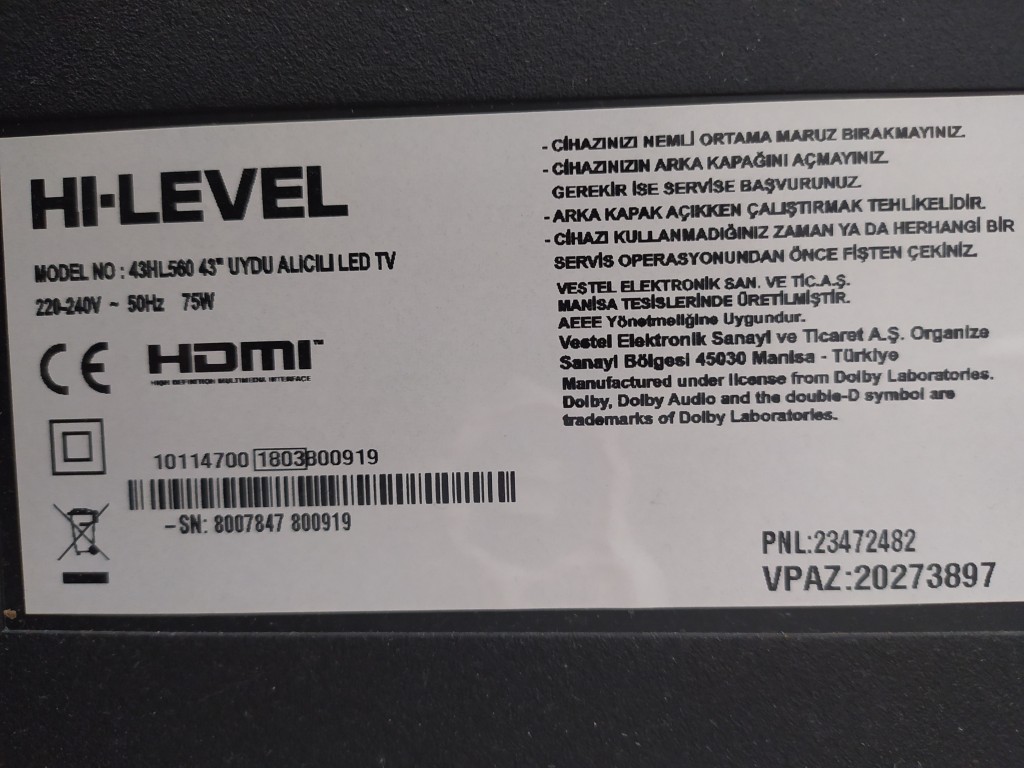 HI-LEVEL
MODEL NO : 43HL560 43" UYDU ALICILI LED TV
220-240V ~ 50Hz 75W
CE HDMI™
HIGH DEFINITION MULTIMEDIA INTERFACE
10114700 1803800919
-SN: 8007847 800919
- CİHAZINIZI NEMLİ ORTAMA MARUZ BIRAKMAYINIZ.
- CİHAZINIZIN ARKA KAPAĞINI AÇMAYINIZ.
GEREKİR İSE SERVİSE BAŞVURUNUZ.
- ARKA KAPAK AÇIKKEN ÇALIŞTIRMAK TEHLİKELİDİR.
- CİHAZI KULLANMADIĞINIZ ZAMAN YA DA HERHANGİ BİR
SERVİS OPERASYONUNDAN ÖNCE FİŞTEN ÇEKİNİZ.
VESTEL ELEKTRONİK SAN. VE TİC.A.Ş.
MANİSA TESİSLERİNDE ÜRETİLMİŞTİR.
AEEE Yönetmeliğine Uygundur.
Vestel Elektronik Sanayi ve Ticaret A.Ş. Organize
Sanayi Bölgesi 45030 Manisa - Türkiye
Manufactured under license from Dolby Laboratories.
Dolby, Dolby Audio and the double-D symbol are
trademarks of Dolby Laboratories.
PNL:23472482
VPAZ:20273897